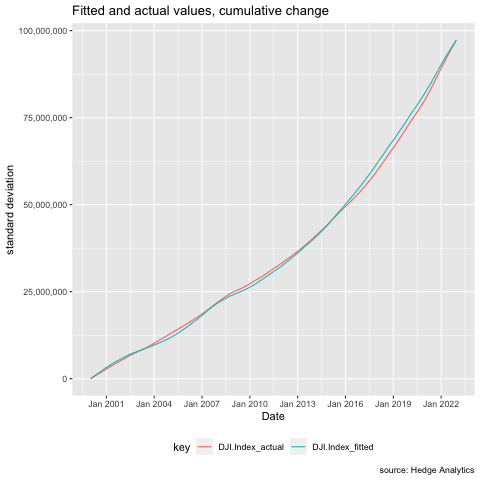 Fitted and actual values, cumulative change
100,000,000
75,000,000
50,000,000
25,000,000
0
standard deviation
Jan 2001 Jan 2004 Jan 2007 Jan 2010 Jan 2013 Jan 2016 Jan 2019 Jan 2022
Date
key DJI.Index_actual DJI.Index_fitted
source: Hedge Analytics